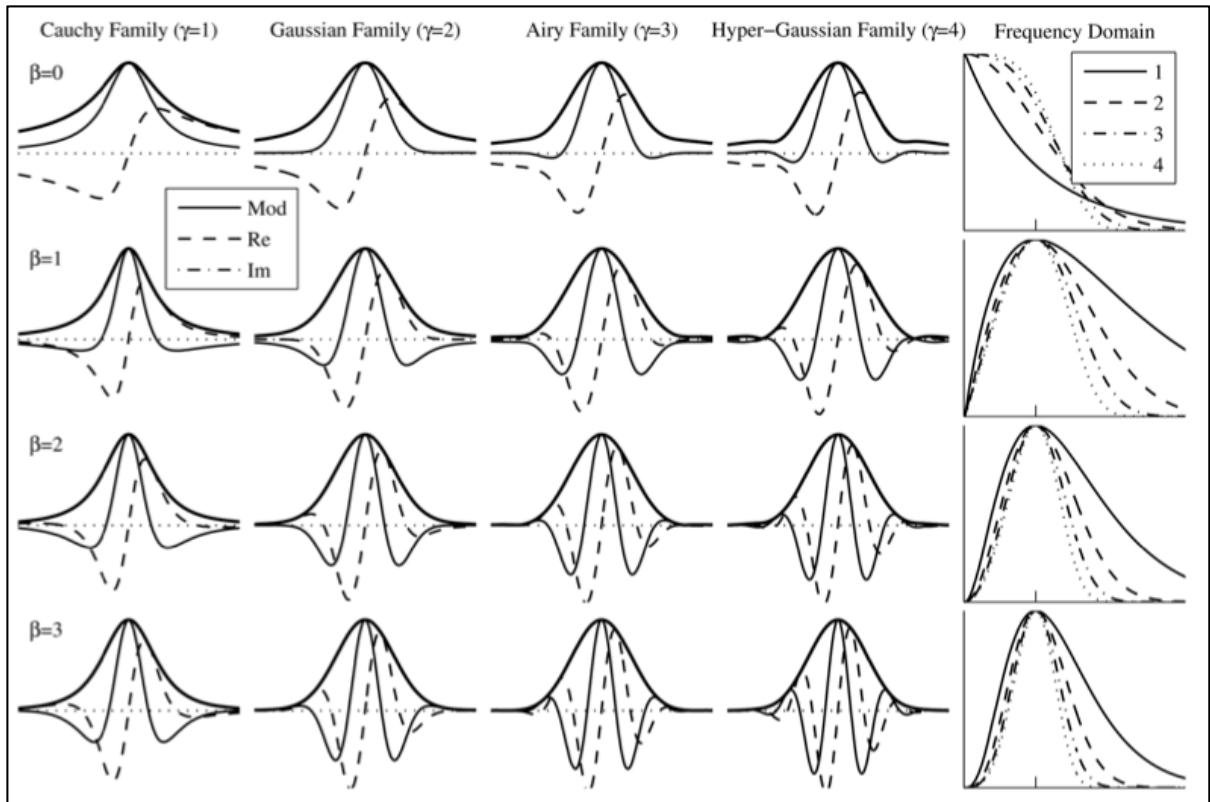 Cauchy Family (γ=1) Gaussian Family (γ=2) Airy Family (γ=3) Hyper-Gaussian Family (γ=4) Frequency Domain
β=0
1
2
3
4
Mod
Re
Im
β=1
β=2
β=3